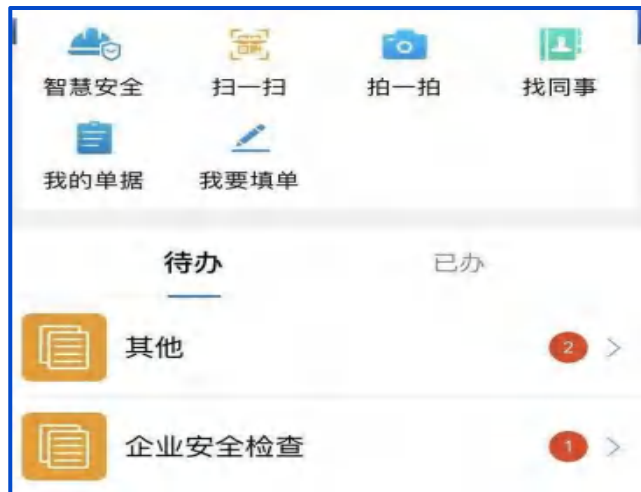 智慧安全 扫一扫 拍一拍 找同事
我的单据 我要填单
待办 已办
其他 2
企业安全检查 1